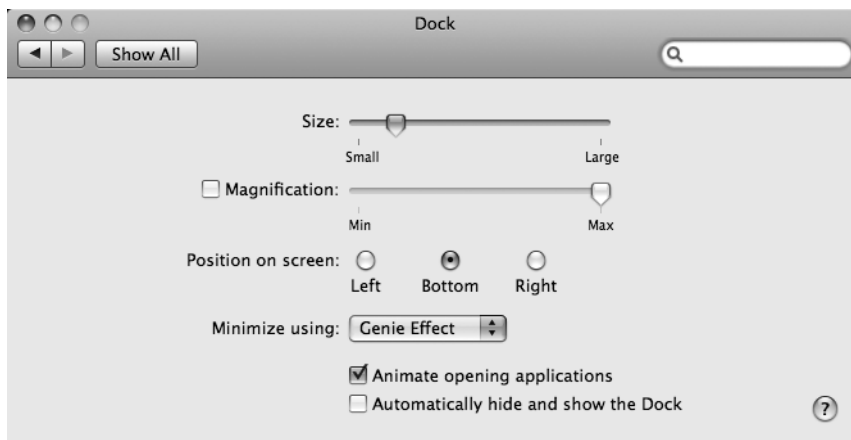 Dock
Show All
Size:
Small Large
Magnification:
Min Max
Position on screen:
Left Bottom Right
Minimize using: Genie Effect
Animate opening applications
Automatically hide and show the Dock
?